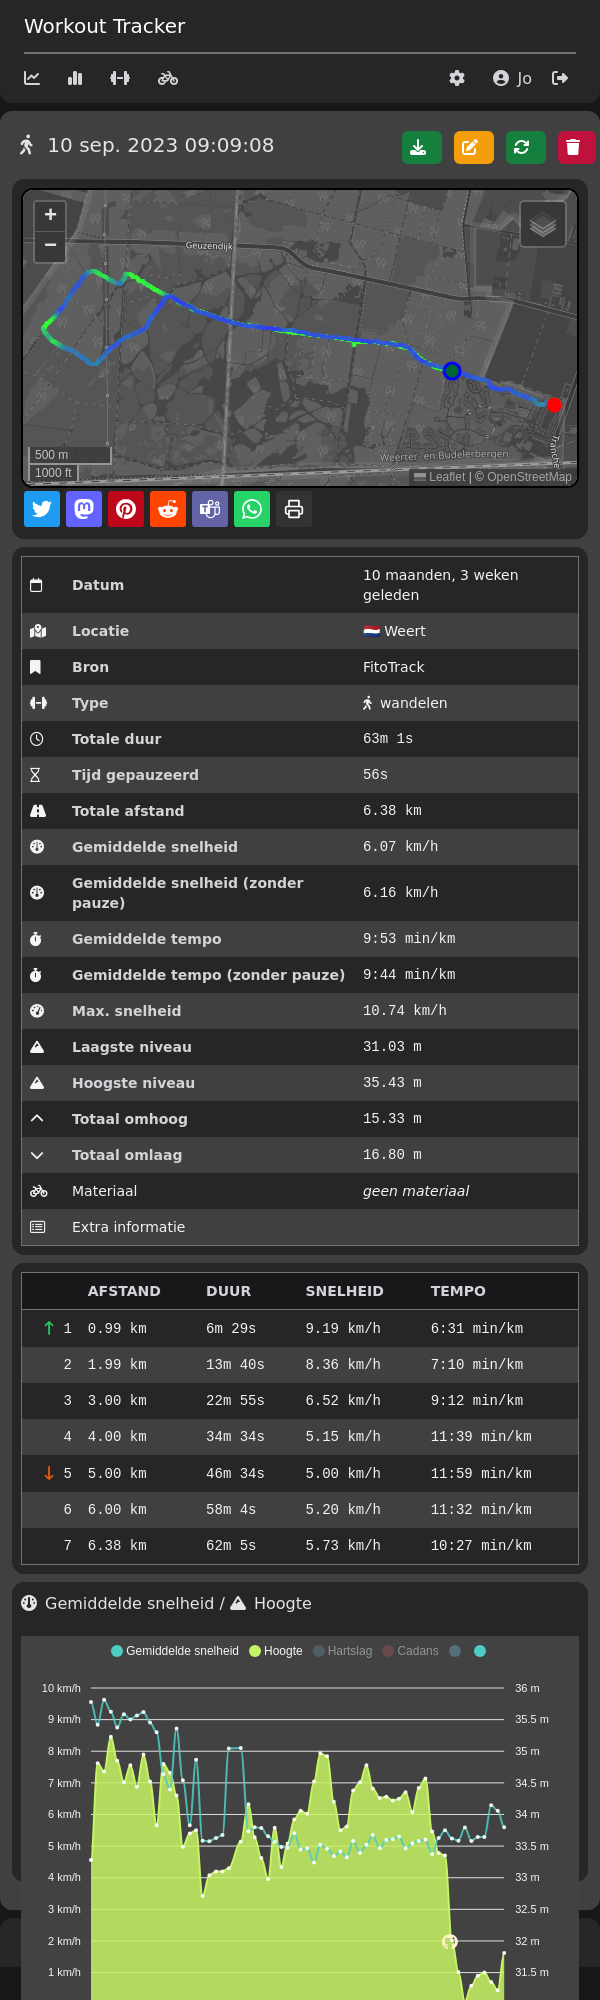 Workout Tracker
Jo
10 sep. 2023 09:09:08
+
Geuzendijk
−
500 m
Weerter- en Budelerbergen
Tranche
1000 ft
Leaflet | © OpenStreetMap
Datum 10 maanden, 3 weken geleden
Locatie 🇳🇱 Weert
Bron FitoTrack
Type wandelen
Totale duur 63m 1s
Tijd gepauzeerd 56s
Totale afstand 6.38 km
Gemiddelde snelheid 6.07 km/h
Gemiddelde snelheid (zonder pauze) 6.16 km/h
Gemiddelde tempo 9:53 min/km
Gemiddelde tempo (zonder pauze) 9:44 min/km
Max. snelheid 10.74 km/h
Laagste niveau 31.03 m
Hoogste niveau 35.43 m
Totaal omhoog 15.33 m
Totaal omlaag 16.80 m
Materiaal geen materiaal
Extra informatie
AFSTAND DUUR SNELHEID TEMPO
↑ 1 0.99 km 6m 29s 9.19 km/h 6:31 min/km
2 1.99 km 13m 40s 8.36 km/h 7:10 min/km
3 3.00 km 22m 55s 6.52 km/h 9:12 min/km
4 4.00 km 34m 34s 5.15 km/h 11:39 min/km
↓ 5 5.00 km 46m 34s 5.00 km/h 11:59 min/km
6 6.00 km 58m 4s 5.20 km/h 11:32 min/km
7 6.38 km 62m 5s 5.73 km/h 10:27 min/km
Gemiddelde snelheid / Hoogte
Gemiddelde snelheid Hoogte Hartslag Cadans
10 km/h 36 m
9 km/h 35.5 m
8 km/h 35 m
7 km/h 34.5 m
6 km/h 34 m
5 km/h 33.5 m
4 km/h 33 m
3 km/h 32.5 m
2 km/h 32 m
1 km/h 31.5 m